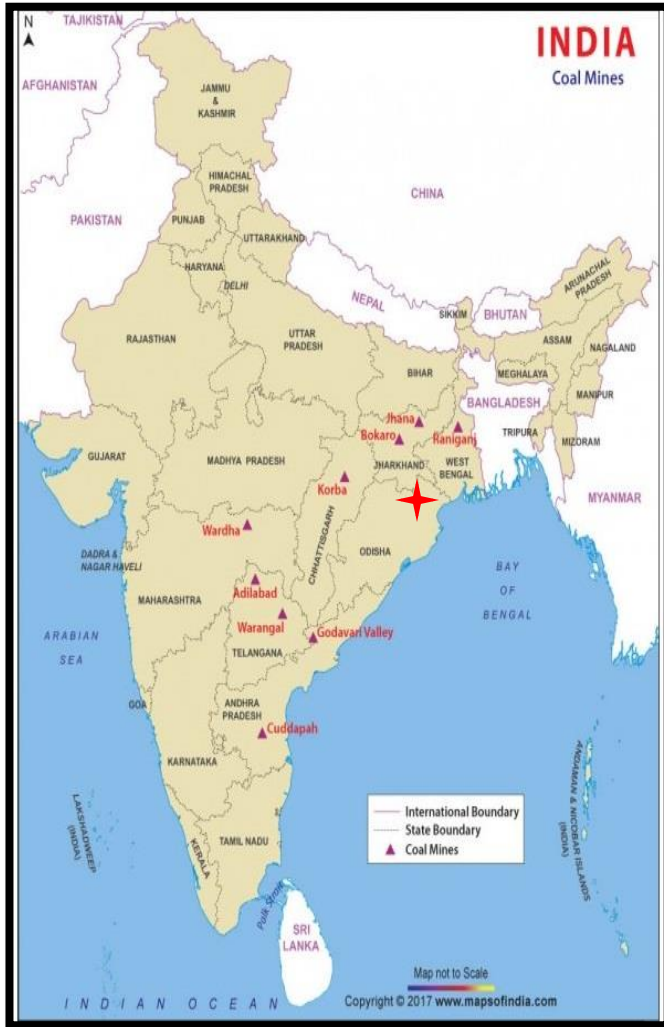 N
TAJIKISTAN
INDIA
Coal Mines
AFGHANISTAN
JAMMU
&
KASHMIR
HIMACHAL
PRADESH
CHINA
PAKISTAN
PUNJAB
UTTARAKHAND
HARYANA
DELHI
NEPAL
SIKKIM
BHUTAN
ARUNACHAL
PRADESH
RAJASTHAN
UTTAR
PRADESH
ASSAM
NAGALAND
BIHAR
MEGHALAYA
MANIPUR
BANGLADESH
Jhana
Bokaro
Raniganj
TRIPURA
MIZORAM
GUJARAT
MADHYA PRADESH
JHARKHAND
WEST
BENGAL
Korba
MYANMAR
Wardha
CHHATTISGARH
ODISHA
DADRA &
NAGAR HAVELI
BAY
OF
BENGAL
Adilabad
MAHARASHTRA
Warangal
Godavari Valley
ARABIAN
SEA
TELANGANA
GOA
ANDHRA
PRADESH
Cuddapah
KARNATAKA
ANDAMAN & NICOBAR ISLANDS
(INDIA)
LAKSHADWEEP
(INDIA)
International Boundary
State Boundary
Coal Mines
KERALA
TAMIL NADU
Palk Strait
SRI
LANKA
Map not to Scale
INDIAN OCEAN
Copyright © 2017 www.mapsofindia.com